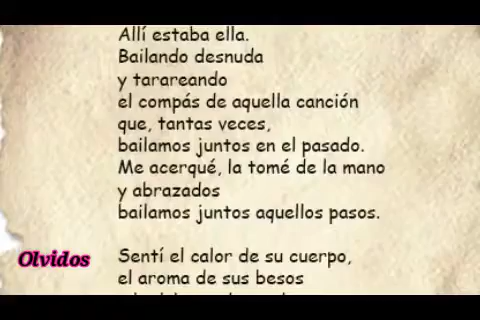 Allí estaba ella.
Bailando desnuda
y tarareando
el compás de aquella canción
que, tantas veces,
bailamos juntos en el pasado.
Me acerqué, la tomé de la mano
y abrazados
bailamos juntos aquellos pasos.
Olvidos
Sentí el calor de su cuerpo,
el aroma de sus besos